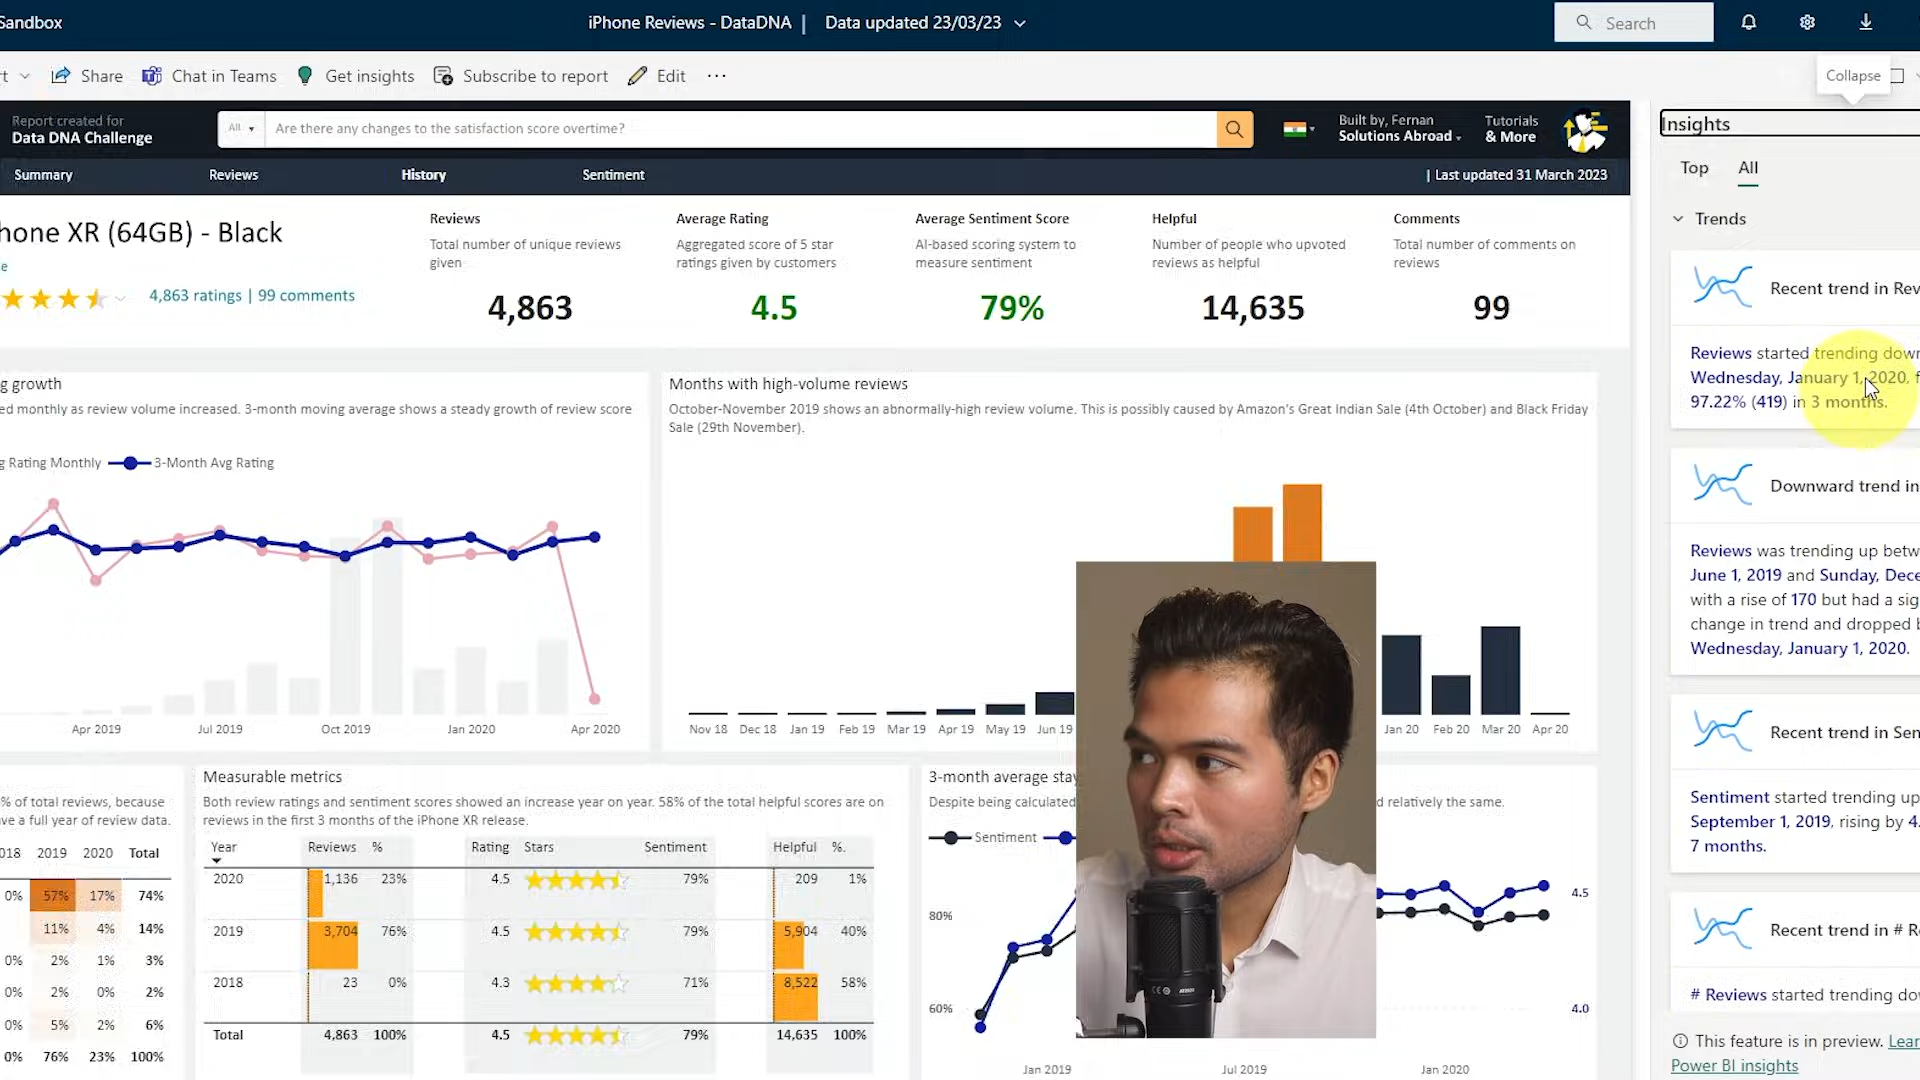 Sandbox
iPhone Reviews - DataDNA | Data updated 23/03/23
Search
Share
Chat in Teams
Get insights
Subscribe to report
Edit
Collapse
Report created for
Data DNA Challenge
All
Are there any changes to the satisfaction score overtime?
Built by, Fernan
Solutions Abroad
Tutorials
& More
Summary
Reviews
History
Sentiment
| Last updated 31 March 2023
hone XR (64GB) - Black
4,863 ratings | 99 comments
Reviews
Total number of unique reviews
given
4,863
Average Rating
Aggregated score of 5 star
ratings given by customers
4.5
Average Sentiment Score
AI-based scoring system to
measure sentiment
79%
Helpful
Number of people who upvoted
reviews as helpful
14,635
Comments
Total number of comments on
reviews
99
g growth
ed monthly as review volume increased. 3-month moving average shows a steady growth of review score
g Rating Monthly
3-Month Avg Rating
Apr 2019 Jul 2019 Oct 2019 Jan 2020 Apr 2020
Months with high-volume reviews
October-November 2019 shows an abnormally-high review volume. This is possibly caused by Amazon's Great Indian Sale (4th October) and Black Friday
Sale (29th November).
Nov 18 Dec 18 Jan 19 Feb 19 Mar 19 Apr 19 May 19 Jun 19 Jan 20 Feb 20 Mar 20 Apr 20
% of total reviews, because
ve a full year of review data.
018 2019 2020 Total
0% 57% 17% 74%
11% 4% 14%
0% 2% 1% 3%
0% 2% 0% 2%
0% 5% 2% 6%
0% 76% 23% 100%
Measurable metrics
Both review ratings and sentiment scores showed an increase year on year. 58% of the total helpful scores are on
reviews in the first 3 months of the iPhone XR release.
Year Reviews % Rating Stars Sentiment Helpful %.
2020 1,136 23% 4.5 79% 209 1%
2019 3,704 76% 4.5 79% 5,904 40%
2018 23 0% 4.3 71% 8,522 58%
Total 4,863 100% 4.5 79% 14,635 100%
3-month average stay
Despite being calculated
d relatively the same.
Sentiment
80%
60%
4.5
4.0
Jan 2019 Jul 2019 Jan 2020
Insights
Top
All
Trends
Recent trend in Rev
Reviews started trending down
Wednesday, January 1, 2020, f
97.22% (419) in 3 months.
Downward trend in
Reviews was trending up betw
June 1, 2019 and Sunday, Dece
with a rise of 170 but had a sig
change in trend and dropped b
Wednesday, January 1, 2020.
Recent trend in Sen
Sentiment started trending up
September 1, 2019, rising by 4.
7 months.
Recent trend in # Re
# Reviews started trending do
This feature is in preview. Lear
Power BI insights